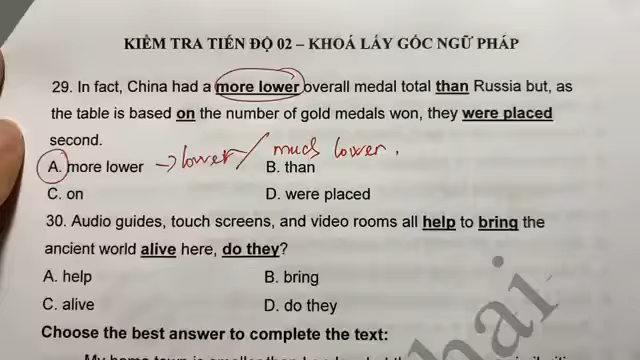 KIỂM TRA TIẾN ĐỘ 02 – KHOÁ LẤY GỐC NGỮ PHÁP
29. In fact, China had a more lower overall medal total than Russia but, as
the table is based on the number of gold medals won, they were placed
second.
A. more lower → lower / much lower.
B. than
C. on
D. were placed
30. Audio guides, touch screens, and video rooms all help to bring the
ancient world alive here, do they?
A. help
B. bring
C. alive
D. do they
Choose the best answer to complete the text: